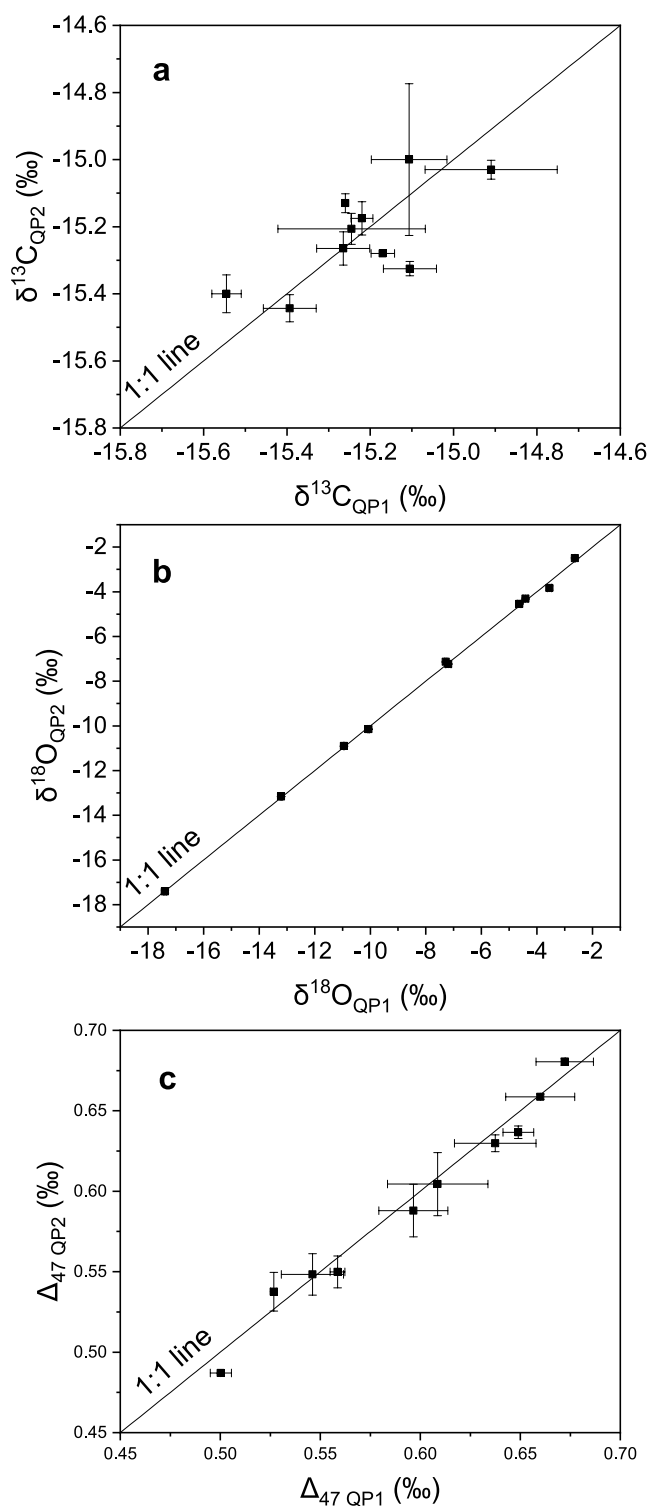 a
-14.6
-14.8
-15.0
-15.2
-15.4
-15.6
-15.8
δ¹³C_QP2 (‰)
1:1 line
-15.8 -15.6 -15.4 -15.2 -15.0 -14.8 -14.6
δ¹³C_QP1 (‰)
b
-2
-4
-6
-8
-10
-12
-14
-16
-18
δ¹⁸O_QP2 (‰)
1:1 line
-18 -16 -14 -12 -10 -8 -6 -4 -2
δ¹⁸O_QP1 (‰)
c
0.70
0.65
0.60
0.55
0.50
0.45
Δ₄₇ QP2 (‰)
1:1 line
0.45 0.50 0.55 0.60 0.65 0.70
Δ₄₇ QP1 (‰)